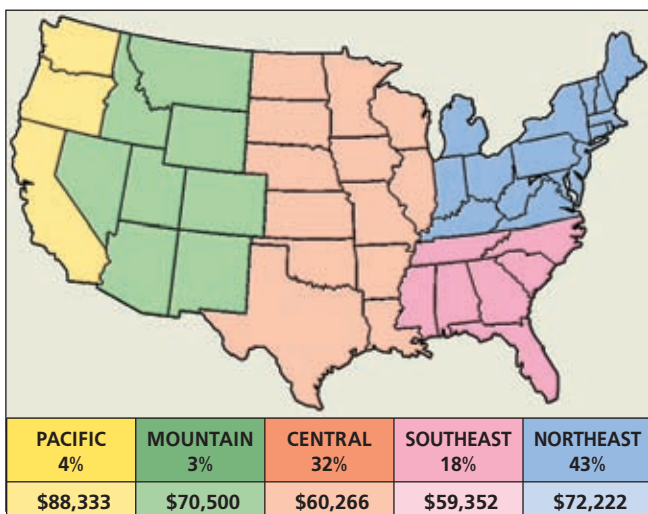 PACIFIC MOUNTAIN CENTRAL SOUTHEAST NORTHEAST
4% 3% 32% 18% 43%
$88,333 $70,500 $60,266 $59,352 $72,222